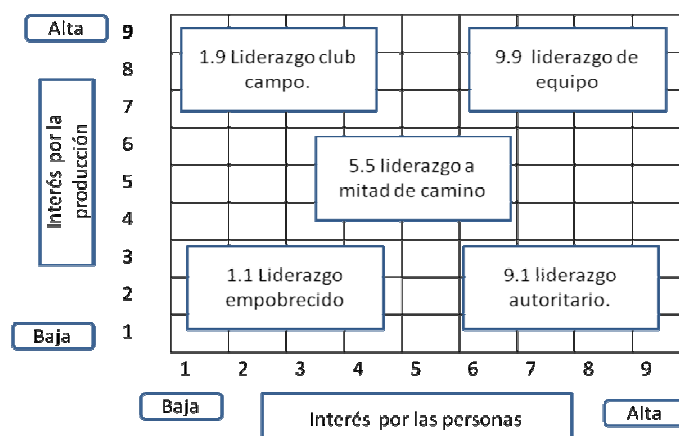 Alta
9
8
7
6
5
4
3
2
1
Interés por la
producción
Baja
1.9 Liderazgo club
campo.
9.9 liderazgo de
equipo
5.5 liderazgo a
mitad de camino
1.1 Liderazgo
empobrecido
9.1 liderazgo
autoritario.
1 2 3 4 5 6 7 8 9
Baja
Interés por las personas
Alta